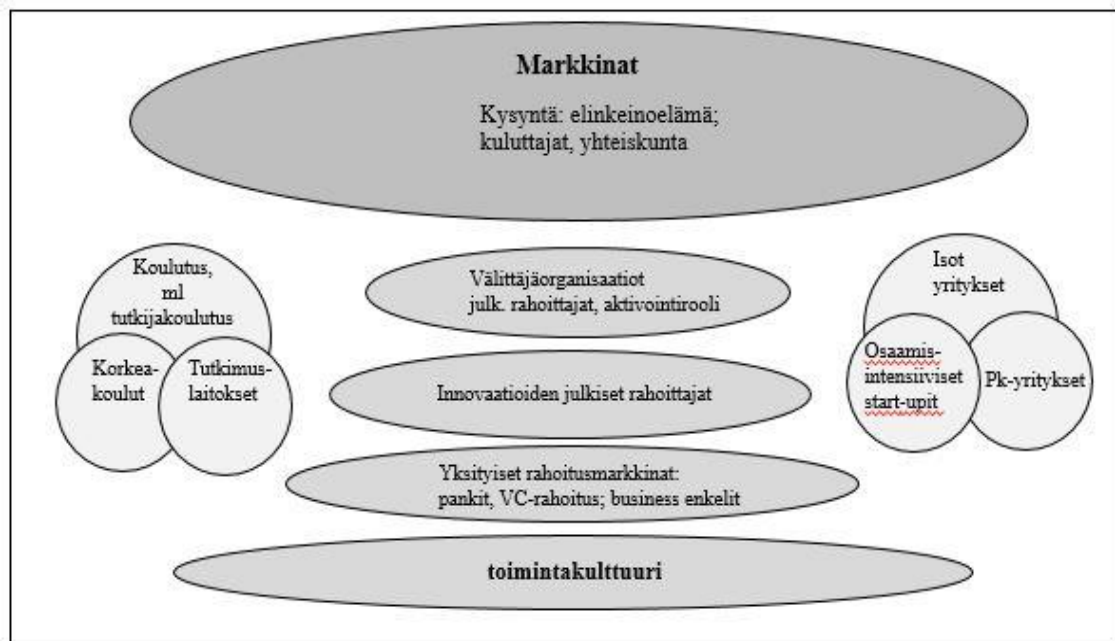 Markkinat
Kysyntä: elinkeinoelämä;
kuluttajat, yhteiskunta
Koulutus,
ml
tutkijakoulutus
Korkea-
koulut
Tutkimus-
laitokset
Välittäjäorganisaatiot
julk. rahoittajat, aktivointirooli
Innovaatioiden julkiset rahoittajat
Yksityiset rahoitusmarkkinat:
pankit, VC-rahoitus; business enkelit
toimintakulttuuri
Isot
yritykset
Osaamis-
intensiiviset
start-upit
Pk-yritykset